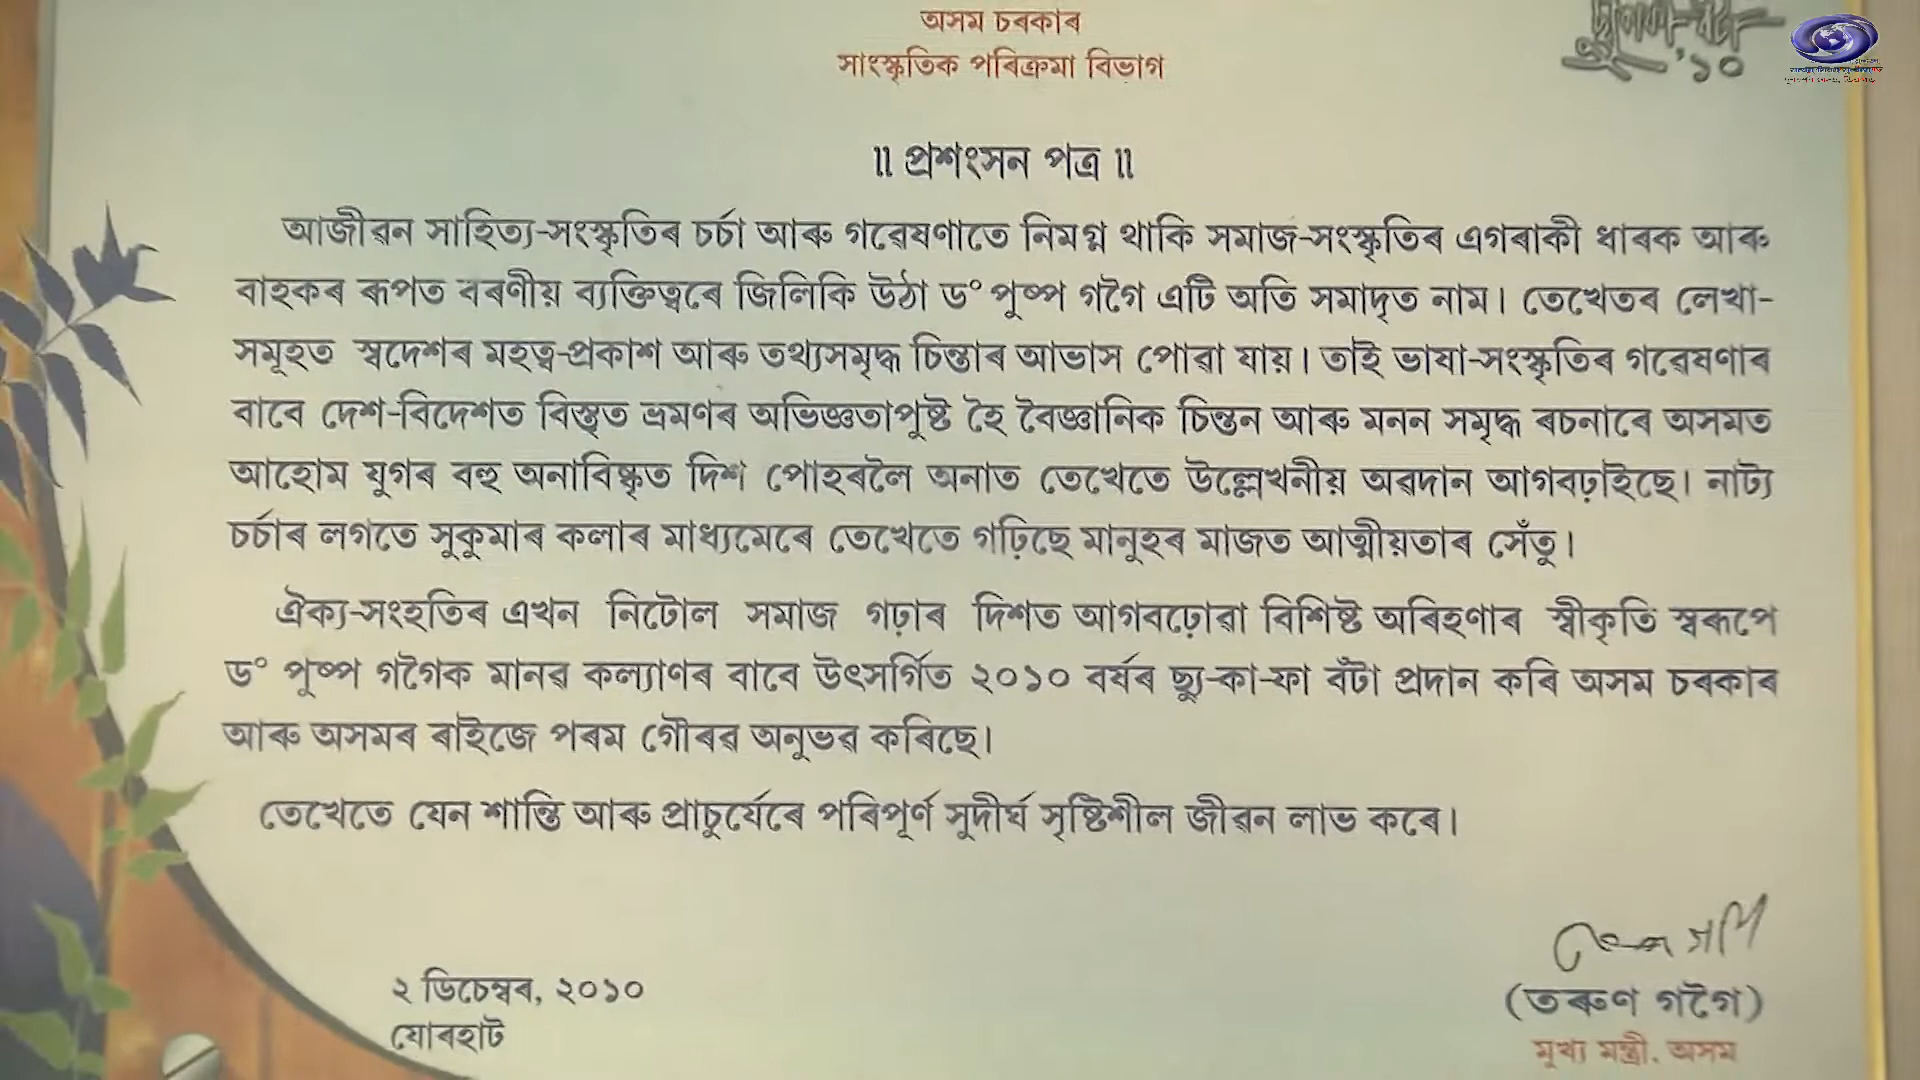 অসম চৰকাৰ
সাংস্কৃতিক পৰিক্ৰমা বিভাগ
'১০
॥ প্ৰশংসন পত্ৰ ॥
আজীৱন সাহিত্য-সংস্কৃতিৰ চৰ্চা আৰু গৱেষণাতে নিমগ্ন থাকি সমাজ-সংস্কৃতিৰ এগৰাকী ধাৰক আৰু
বাহকৰ ৰূপত বৰণীয় ব্যক্তিত্বৰে জিলিকি উঠা ড° পুষ্প গগৈ এটি অতি সমাদৃত নাম। তেখেতৰ লেখা-
সমূহত স্বদেশৰ মহত্ব-প্ৰকাশ আৰু তথ্যসমৃদ্ধ চিন্তাৰ আভাস পোৱা যায়। তাই ভাষা-সংস্কৃতিৰ গৱেষণাৰ
বাবে দেশ-বিদেশত বিস্তৃত ভ্ৰমণৰ অভিজ্ঞতাপুষ্ট হৈ বৈজ্ঞানিক চিন্তন আৰু মনন সমৃদ্ধ ৰচনাৰে অসমত
আহোম যুগৰ বহু অনাবিষ্কৃত দিশ পোহৰলৈ অনাত তেখেতে উল্লেখনীয় অৱদান আগবঢ়াইছে। নাট্য
চৰ্চাৰ লগতে সুকুমাৰ কলাৰ মাধ্যমেৰে তেখেতে গঢ়িছে মানুহৰ মাজত আত্মীয়তাৰ সেঁতু।
ঐক্য-সংহতিৰ এখন নিটোল সমাজ গঢ়াৰ দিশত আগবঢ়োৱা বিশিষ্ট অৰিহণাৰ স্বীকৃতি স্বৰূপে
ড° পুষ্প গগৈক মানৱ কল্যাণৰ বাবে উৎসৰ্গিত ২০১০ বৰ্ষৰ ছ্যু-কা-ফা বঁটা প্ৰদান কৰি অসম চৰকাৰ
আৰু অসমৰ ৰাইজে পৰম গৌৰৱ অনুভৱ কৰিছে।
তেখেতে যেন শান্তি আৰু প্ৰাচুৰ্যেৰে পৰিপূৰ্ণ সুদীৰ্ঘ সৃষ্টিশীল জীৱন লাভ কৰে।
২ ডিচেম্বৰ, ২০১০
যোৰহাট
(তৰুণ গগৈ)
মুখ্য মন্ত্ৰী, অসম